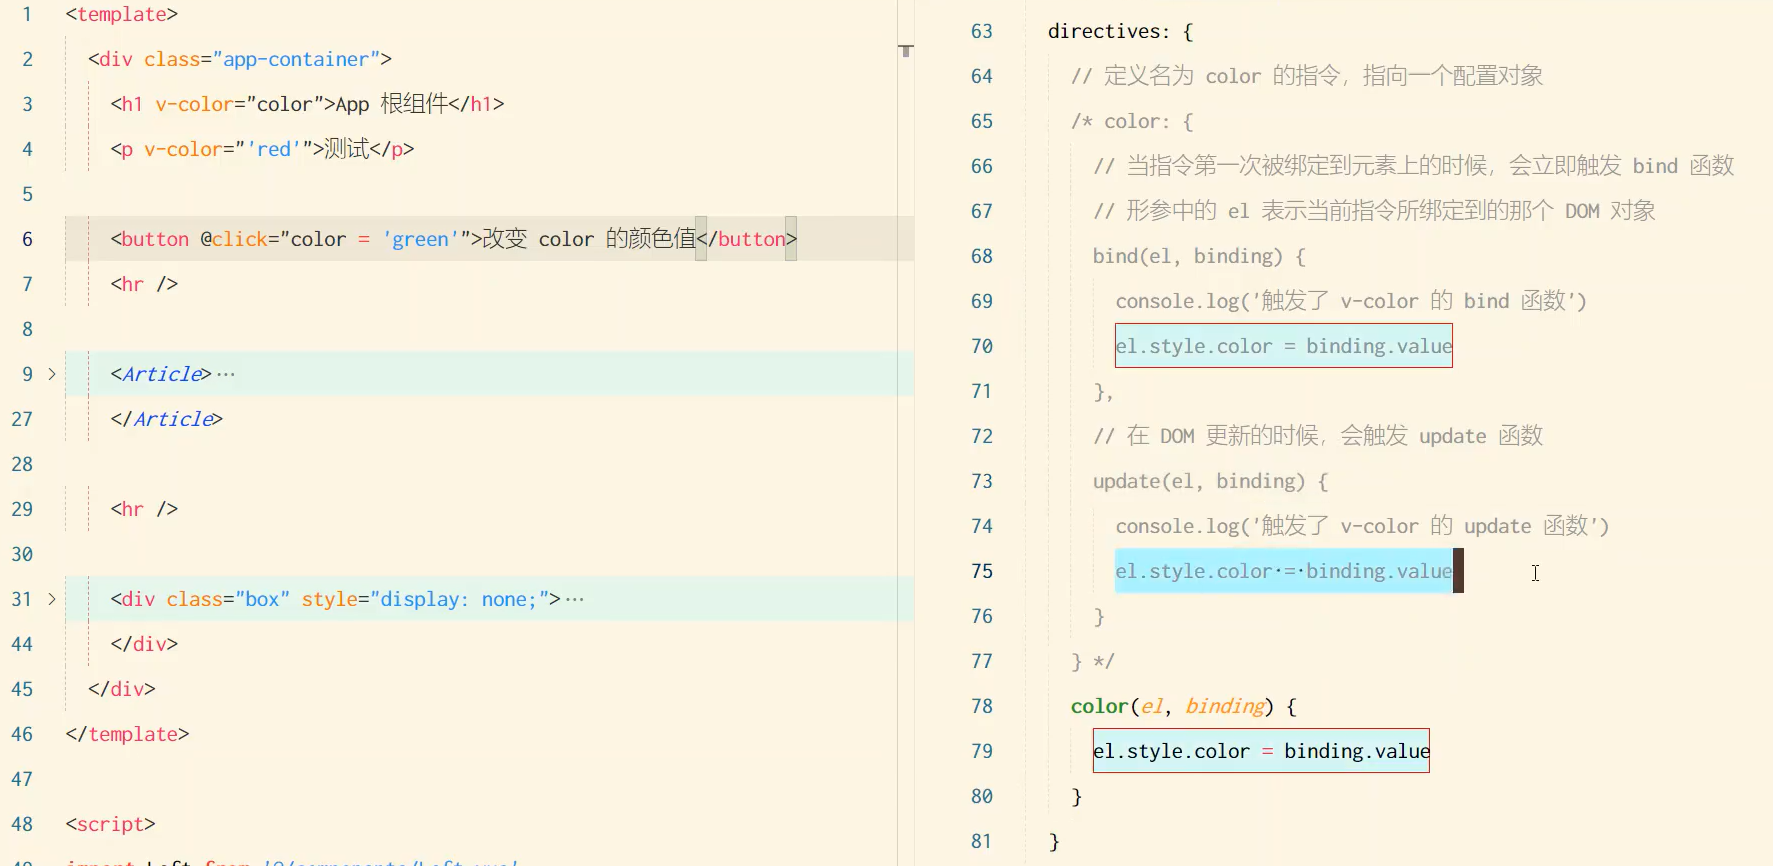 1 <template>
2 <div class="app-container">
3 <h1 v-color="color">App 根组件</h1>
4 <p v-color="'red'">测试</p>
5
6 <button @click="color = 'green'">改变 color 的颜色值</button>
7 <hr />
8
9 > <Article>···
27 </Article>
28
29 <hr />
30
31 > <div class="box" style="display: none;">···
44 </div>
45 </div>
46 </template>
47
48 <script>
63 directives: {
64 // 定义名为 color 的指令，指向一个配置对象
65 /* color: {
66 // 当指令第一次被绑定到元素上的时候，会立即触发 bind 函数
67 // 形参中的 el 表示当前指令所绑定到的那个 DOM 对象
68 bind(el, binding) {
69 console.log('触发了 v-color 的 bind 函数')
70 el.style.color = binding.value
71 },
72 // 在 DOM 更新的时候，会触发 update 函数
73 update(el, binding) {
74 console.log('触发了 v-color 的 update 函数')
75 el.style.color·=·binding.value
76 }
77 } */
78 color(el, binding) {
79 el.style.color = binding.value
80 }
81 }